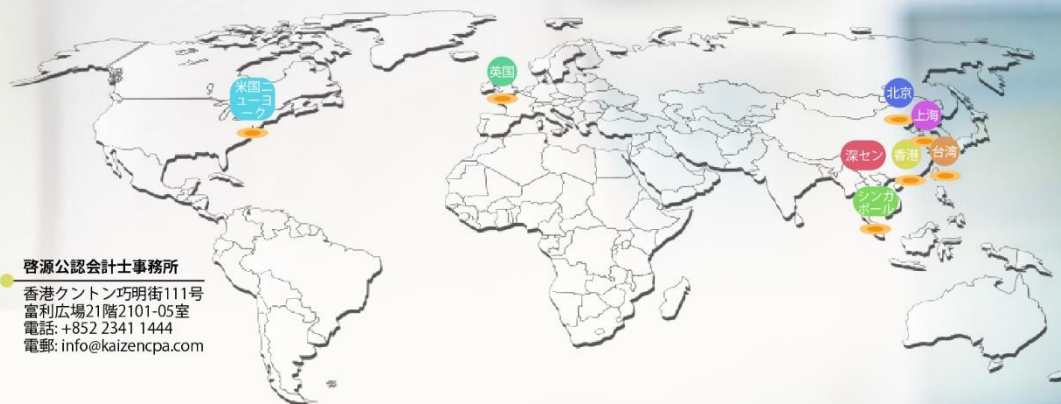 米国ニ
ューヨ
ーク
英国
北京
上海
深セン
香港
台湾
シンガ
ポール
啓源公認会計士事務所
香港クントン巧明街111号
富利広場21階2101-05室
電話: +852 2341 1444
電郵: info@kaizencpa.com